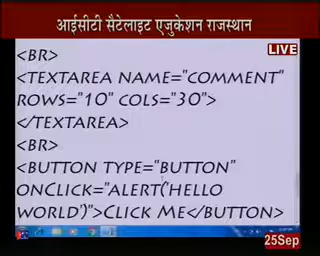 आईसीटी सैटेलाइट एजुकेशन राजस्थान
LIVE
<BR>
<TEXTAREA NAME="COMMENT"
ROWS="10" COLS="30">
</TEXTAREA>
<BR>
<BUTTON TYPE="BUTTON"
ONCLICK="ALERT('HELLO
WORLD')">CLICK ME</BUTTON>
25Sep